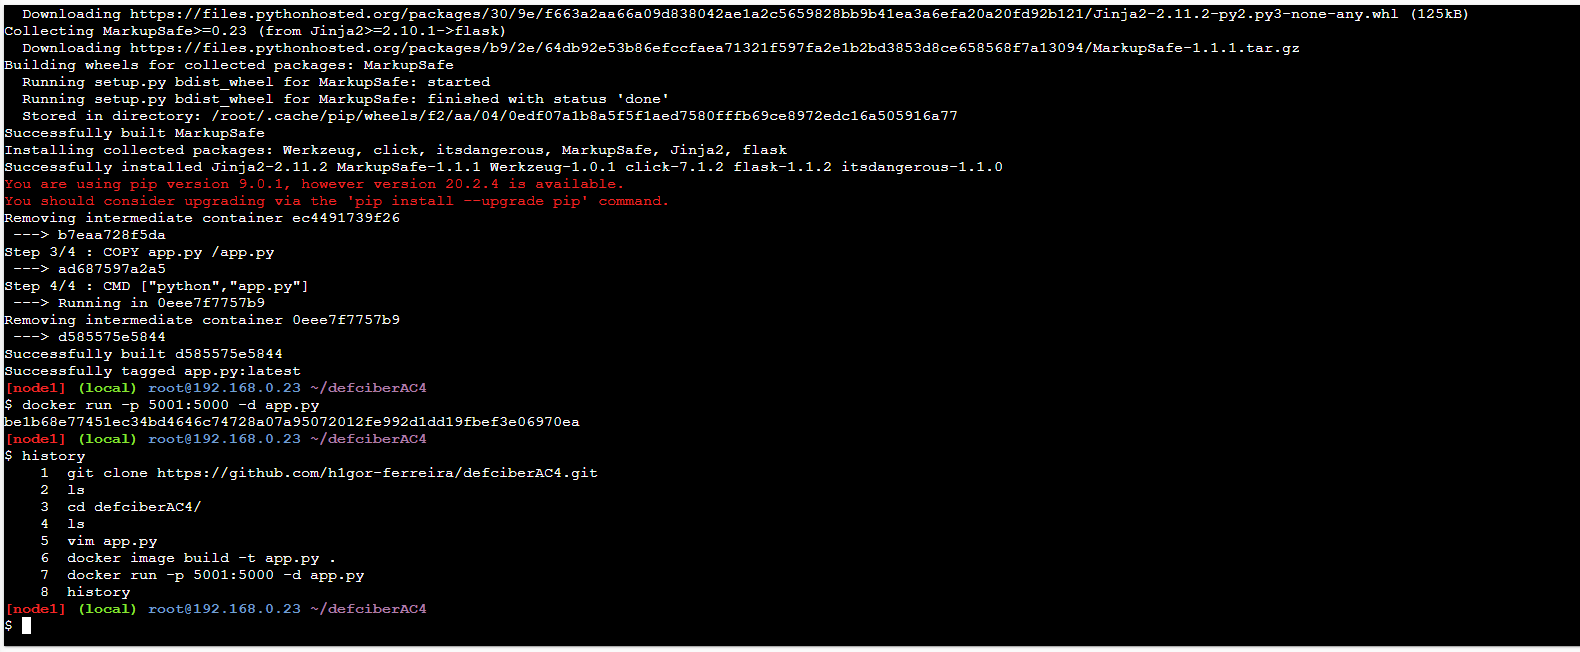 Downloading https://files.pythonhosted.org/packages/30/9e/f663a2aa66a09d838042ae1a2c5659828bb9b41ea3a6efa20a20fd92b121/Jinja2-2.11.2-py2.py3-none-any.whl (125kB)
Collecting MarkupSafe>=0.23 (from Jinja2>=2.10.1->flask)
  Downloading https://files.pythonhosted.org/packages/b9/2e/64db92e53b86efccfaea71321f597fa2e1b2bd3853d8ce658568f7a13094/MarkupSafe-1.1.1.tar.gz
Building wheels for collected packages: MarkupSafe
  Running setup.py bdist_wheel for MarkupSafe: started
  Running setup.py bdist_wheel for MarkupSafe: finished with status 'done'
  Stored in directory: /root/.cache/pip/wheels/f2/aa/04/0edf07a1b8a5f5f1aed7580fffb69ce8972edc16a505916a77
Successfully built MarkupSafe
Installing collected packages: Werkzeug, click, itsdangerous, MarkupSafe, Jinja2, flask
Successfully installed Jinja2-2.11.2 MarkupSafe-1.1.1 Werkzeug-1.0.1 click-7.1.2 flask-1.1.2 itsdangerous-1.1.0
You are using pip version 9.0.1, however version 20.2.4 is available.
You should consider upgrading via the 'pip install --upgrade pip' command.
Removing intermediate container ec4491739f26
 ---> b7eaa728f5da
Step 3/4 : COPY app.py /app.py
 ---> ad687597a2a5
Step 4/4 : CMD ["python","app.py"]
 ---> Running in 0eee7f7757b9
Removing intermediate container 0eee7f7757b9
 ---> d585575e5844
Successfully built d585575e5844
Successfully tagged app.py:latest
[node1] (local) root@192.168.0.23 ~/defciberAC4
$ docker run -p 5001:5000 -d app.py
be1b68e77451ec34bd4646c74728a07a95072012fe992d1dd19fbef3e06970ea
[node1] (local) root@192.168.0.23 ~/defciberAC4
$ history
    1  git clone https://github.com/h1gor-ferreira/defciberAC4.git
    2  ls
    3  cd defciberAC4/
    4  ls
    5  vim app.py
    6  docker image build -t app.py .
    7  docker run -p 5001:5000 -d app.py
    8  history
[node1] (local) root@192.168.0.23 ~/defciberAC4
$